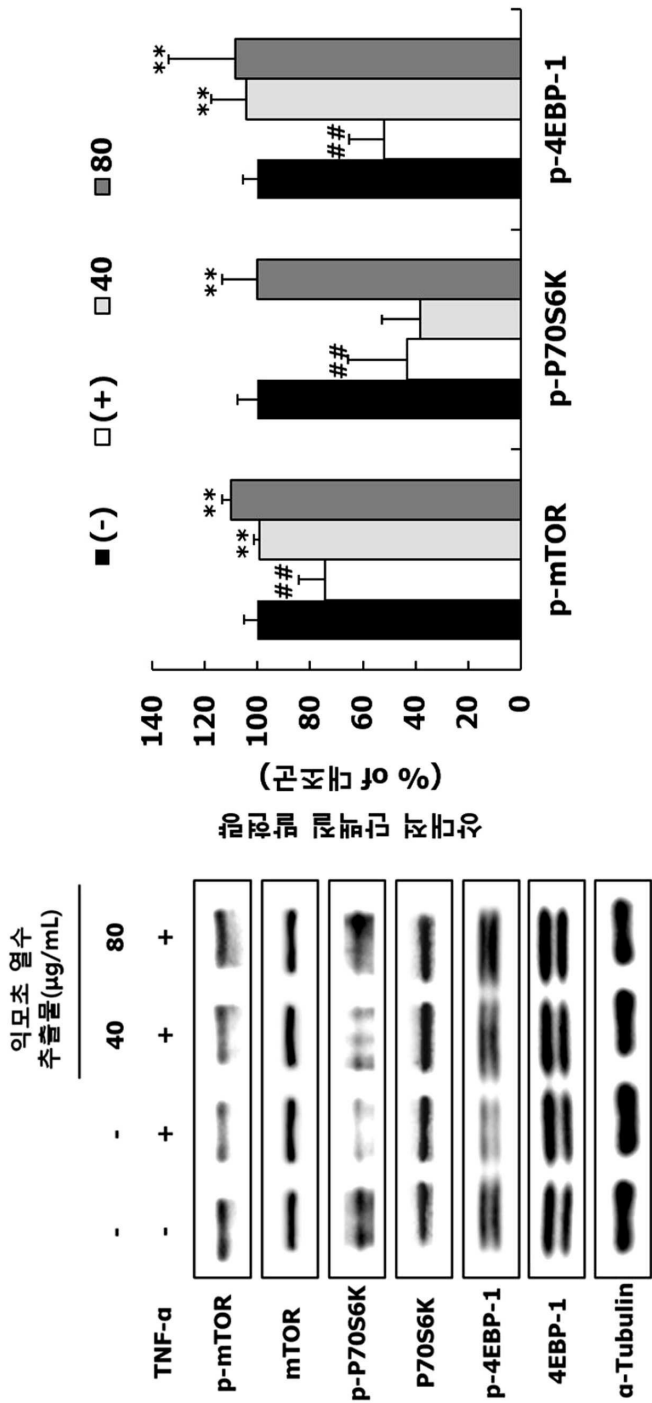 익모초 열수
추출물(μg/mL)
- - 40 80
TNF-α - + + +
p-mTOR
mTOR
p-P70S6K
P70S6K
p-4EBP-1
4EBP-1
α-Tubulin
■(-) □(+) 40 80
상대적 단백질 발현량
(% of 대조군)
140
120
100
80
60
40
20
0
## ** **
## **
## ** **
p-mTOR p-P70S6K p-4EBP-1